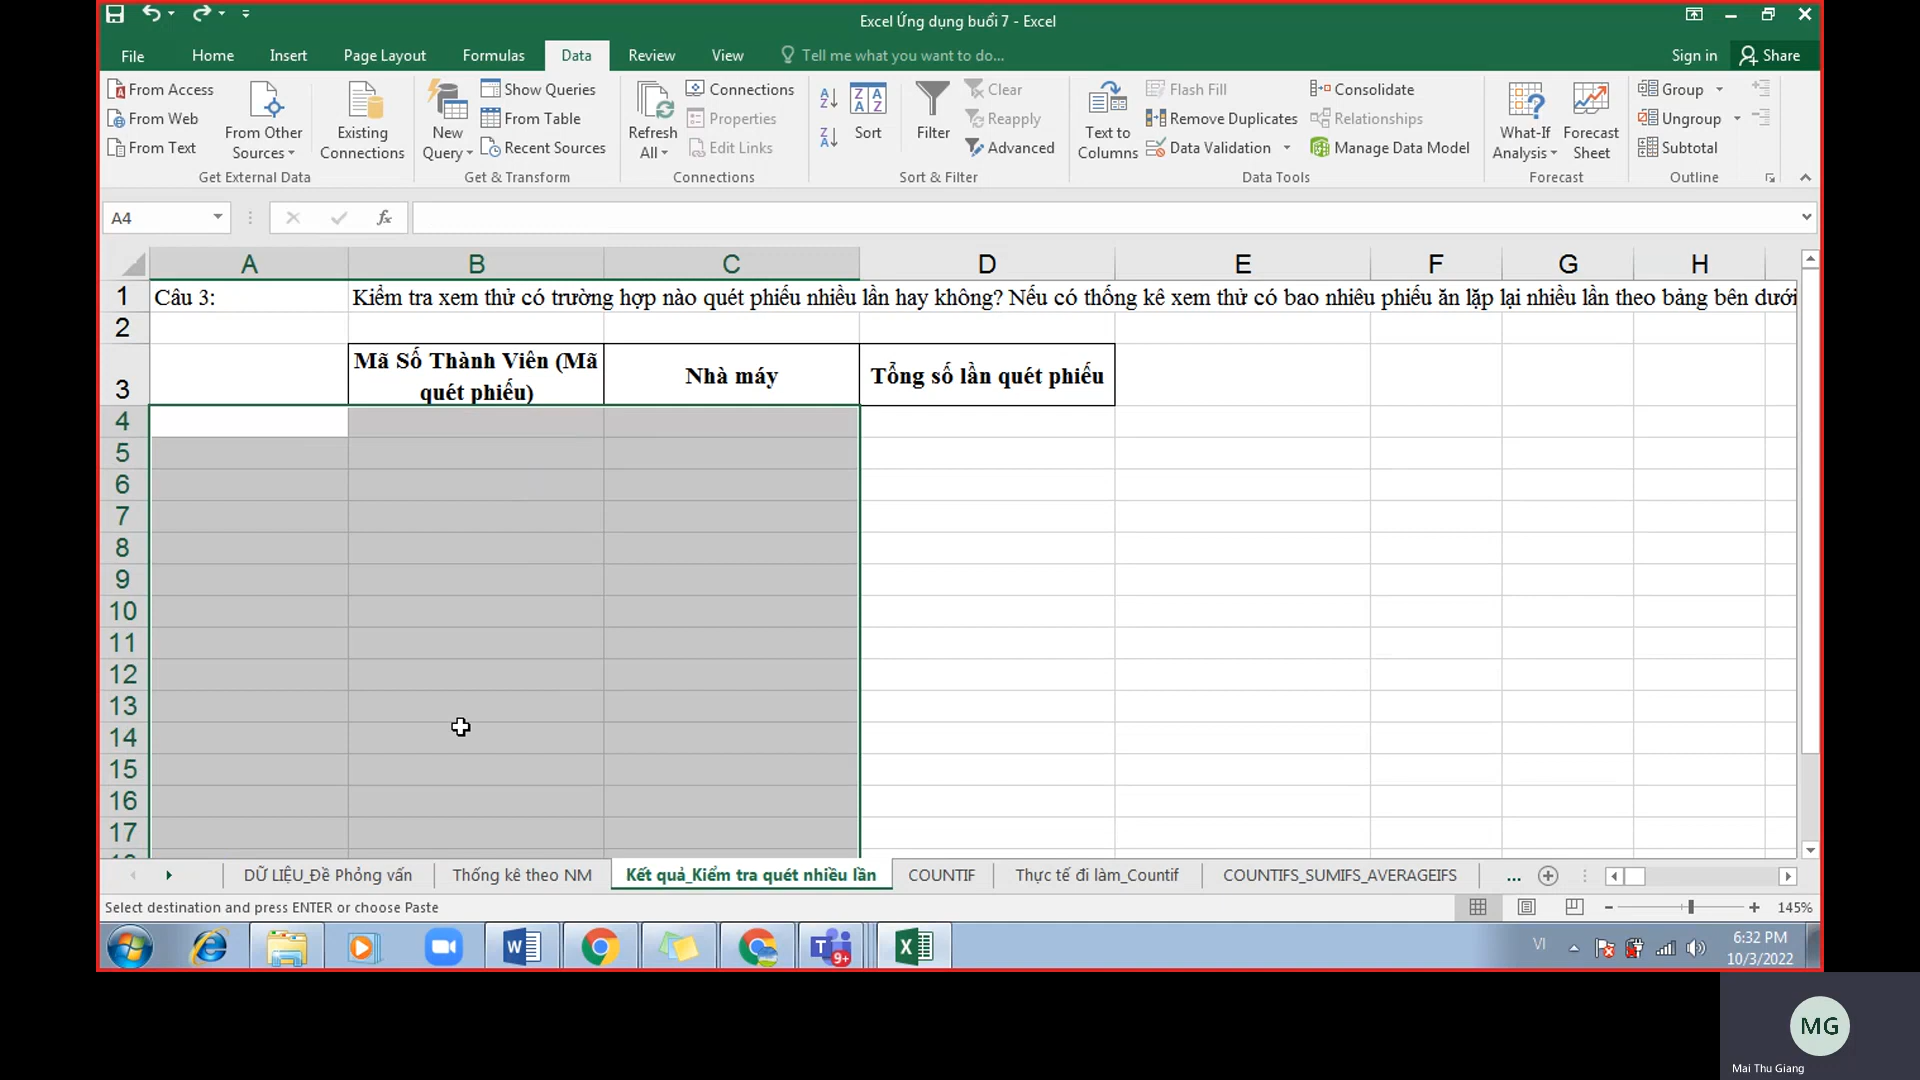 Excel Ứng dụng buổi 7 - Excel
File Home Insert Page Layout Formulas Data Review View Tell me what you want to do... Sign in Share
From Access
From Web
From Text
From Other Sources
Existing Connections
Get External Data
New Query
Show Queries
From Table
Recent Sources
Get & Transform
Refresh All
Connections
Properties
Edit Links
Connections
Sort
Filter
Clear
Reapply
Advanced
Sort & Filter
Text to Columns
Flash Fill
Remove Duplicates
Data Validation
Consolidate
Relationships
Manage Data Model
Data Tools
What-If Analysis
Forecast Sheet
Forecast
Group
Ungroup
Subtotal
Outline
A4
fx
A B C D E F G H
1 Câu 3: Kiểm tra xem thử có trường hợp nào quét phiếu nhiều lần hay không? Nếu có thống kê xem thử có bao nhiêu phiếu ăn lặp lại nhiều lần theo bảng bên dưới
2
3 Mã Số Thành Viên (Mã quét phiếu) Nhà máy Tổng số lần quét phiếu
4
5
6
7
8
9
10
11
12
13
14
15
16
17
DỮ LIỆU_Đề Phỏng vấn Thống kê theo NM Kết quả_Kiểm tra quét nhiều lần COUNTIF Thực tế đi làm_Countif COUNTIFS_SUMIFS_AVERAGEIFS ...
Select destination and press ENTER or choose Paste 145%
9+
VI
6:32 PM
10/3/2022
MG
Mai Thu Giang